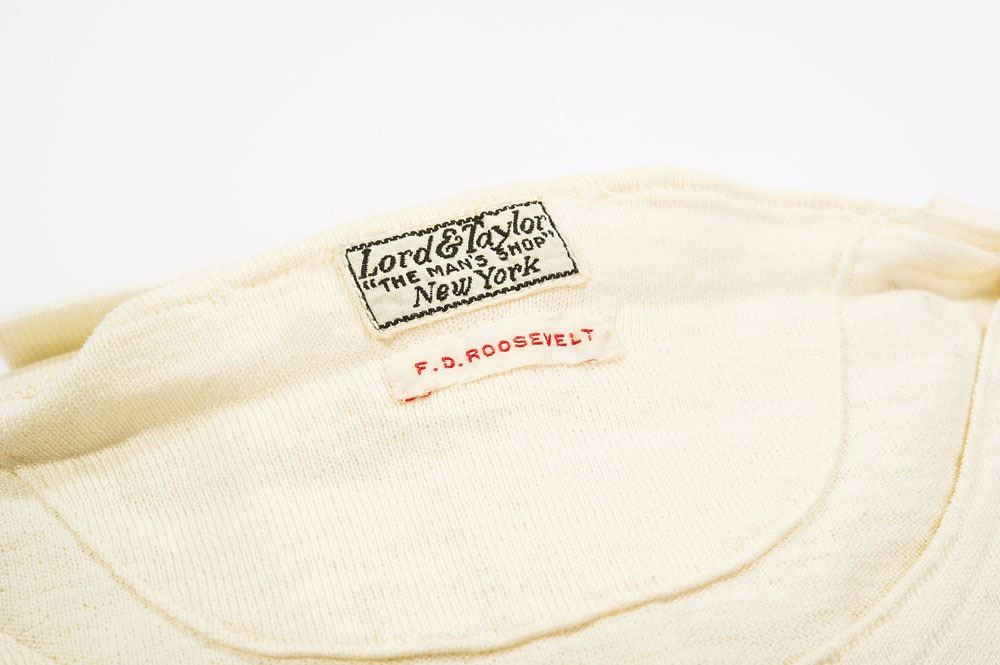 Lord & Taylor
"THE MAN'S SHOP"
New York
F.D.ROOSEVELT